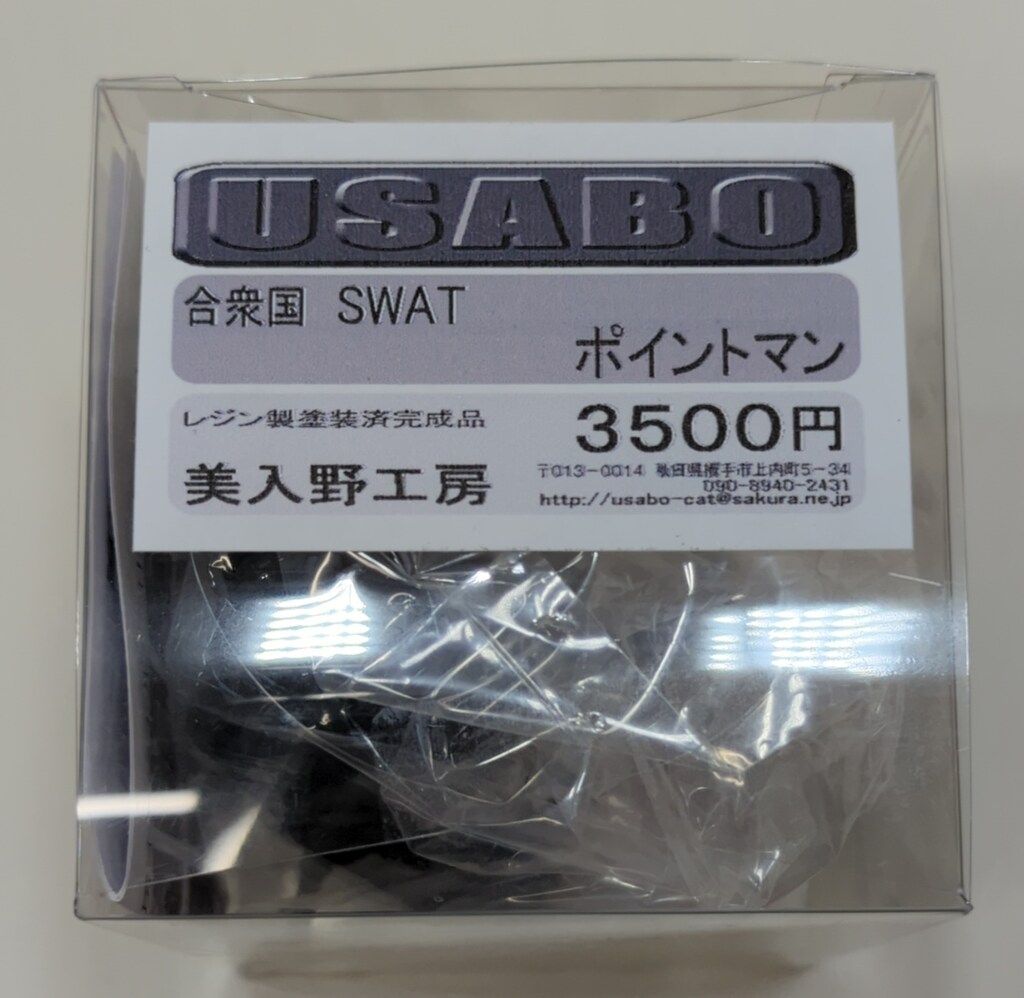 USABO
合衆国 SWAT
ポイントマン
レジン製塗装済完成品
3500円
美入野工房
〒013-0014 秋田県横手市上内町5-34
090-8940-2431
http://usabo-cat@sakura.ne.jp